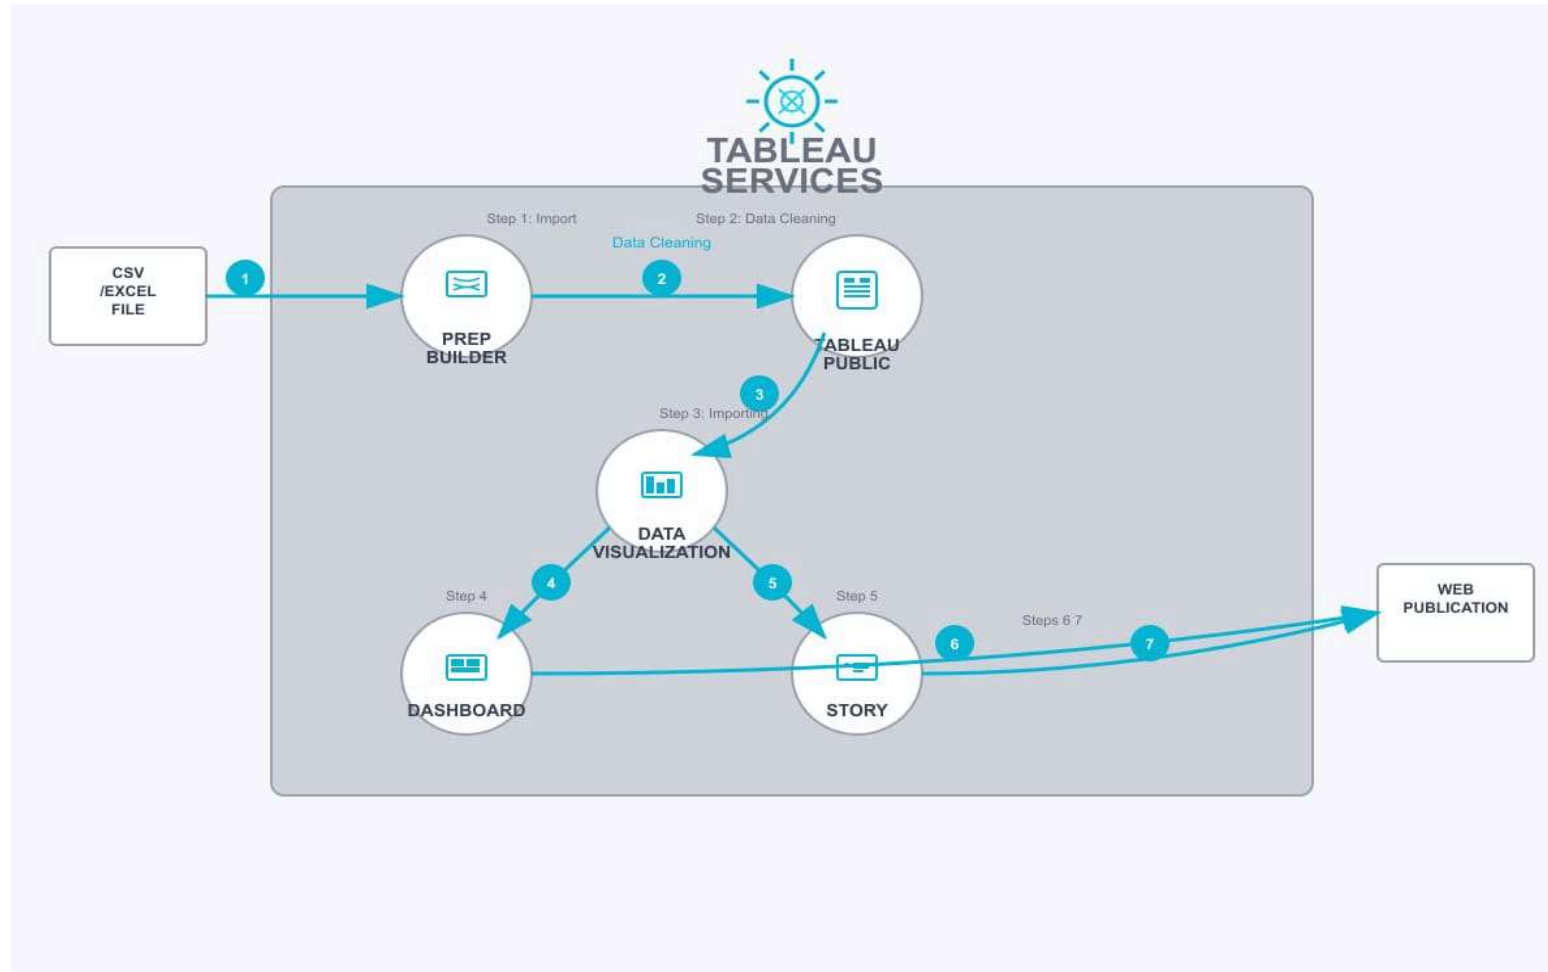 TABLEAU
SERVICES
Step 1: Import
Step 2: Data Cleaning
Data Cleaning
CSV
/EXCEL
FILE
1
2
PREP
BUILDER
TABLEAU
PUBLIC
3
Step 3: Importing
DATA
VISUALIZATION
4
5
Step 4
Step 5
Steps 6 7
WEB
PUBLICATION
6
7
DASHBOARD
STORY